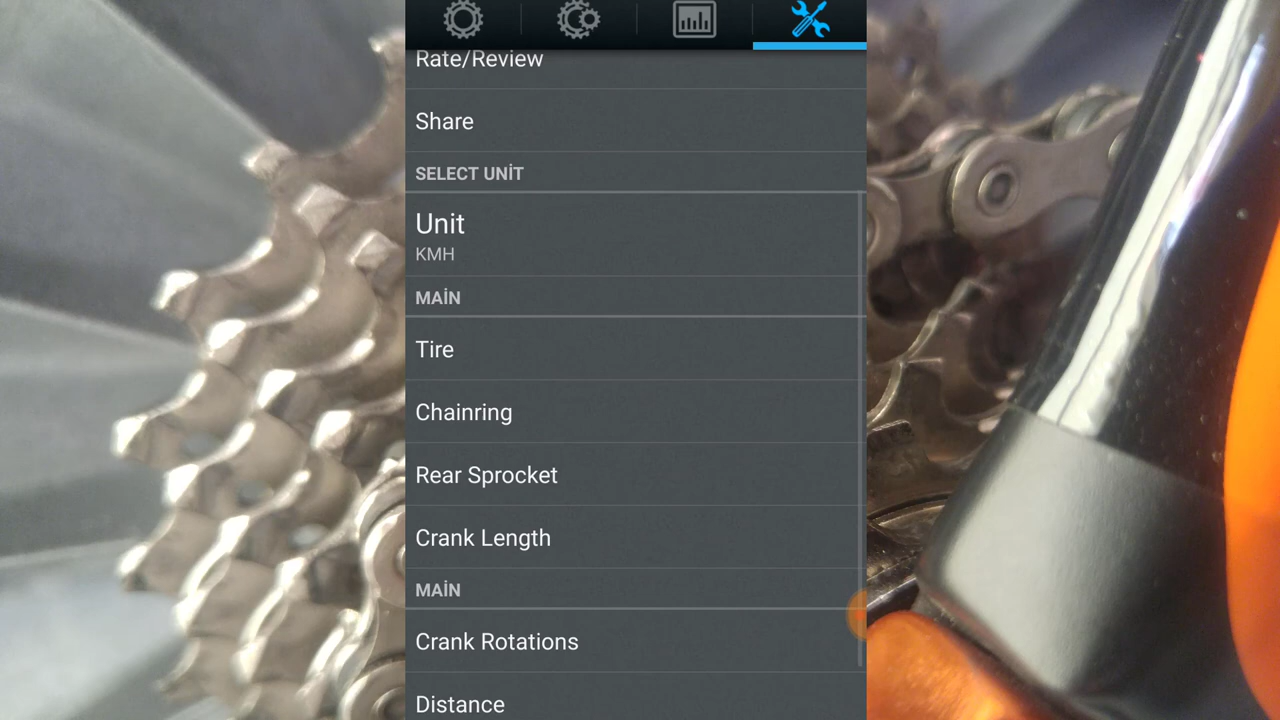 Rate/Review
Share
SELECT UNİT
Unit
KMH
MAİN
Tire
Chainring
Rear Sprocket
Crank Length
MAİN
Crank Rotations
Distance